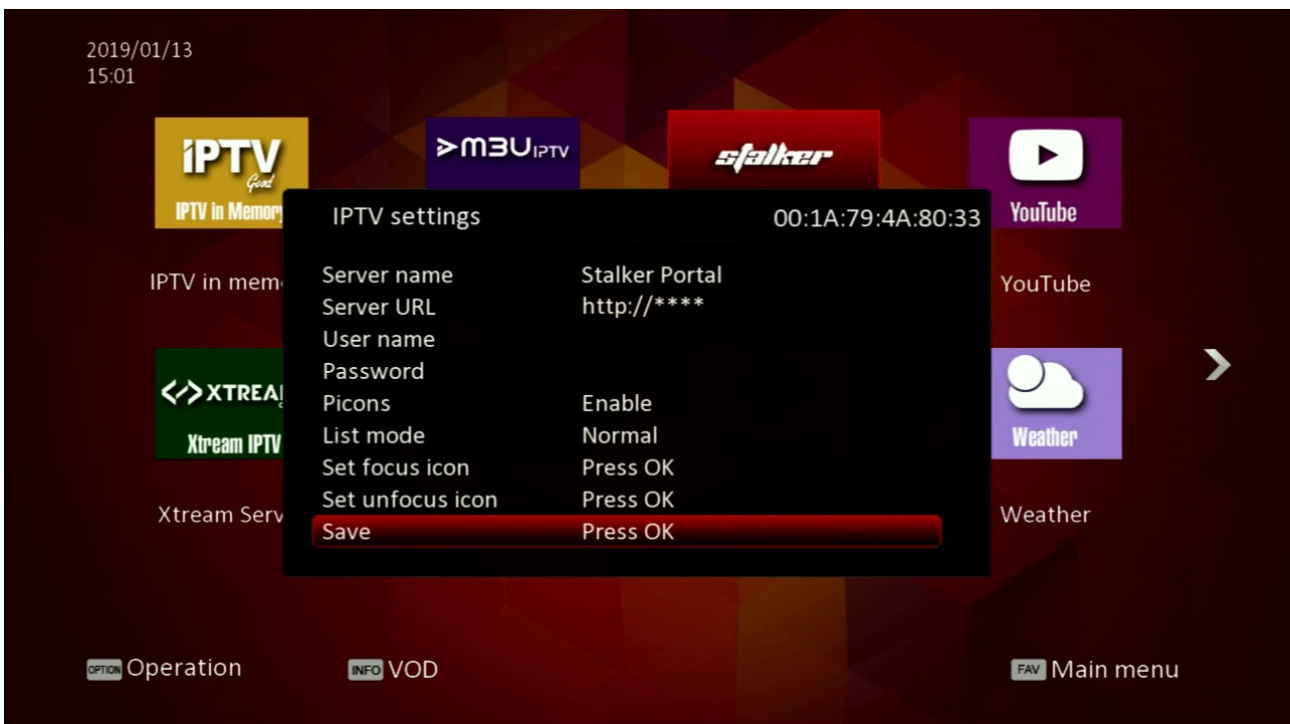 2019/01/13
15:01
IPTV
Good
IPTV in Memory
>M3U IPTV
stalker
YouTube
IPTV settings 00:1A:79:4A:80:33
IPTV in mem
YouTube
Server name Stalker Portal
Server URL http://****
User name
Password
Picons Enable
List mode Normal
Set focus icon Press OK
Set unfocus icon Press OK
Save Press OK
</> XTREA
Xtream IPTV
Weather
Xtream Serv
Weather
OPTION Operation
INFO VOD
FAV Main menu